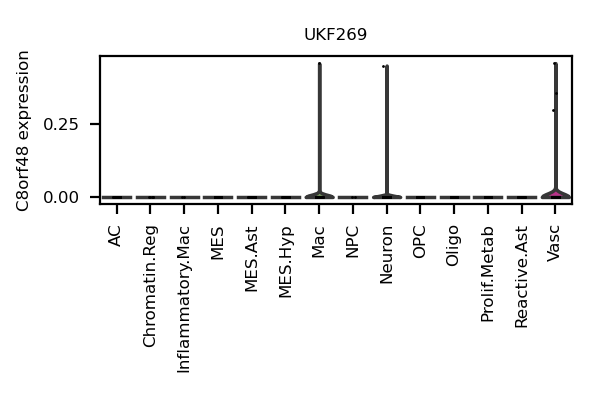 UKF269
C8orf48 expression
0.25
0.00
AC
Chromatin.Reg
Inflammatory.Mac
MES
MES.Ast
MES.Hyp
Mac
NPC
Neuron
OPC
Oligo
Prolif.Metab
Reactive.Ast
Vasc